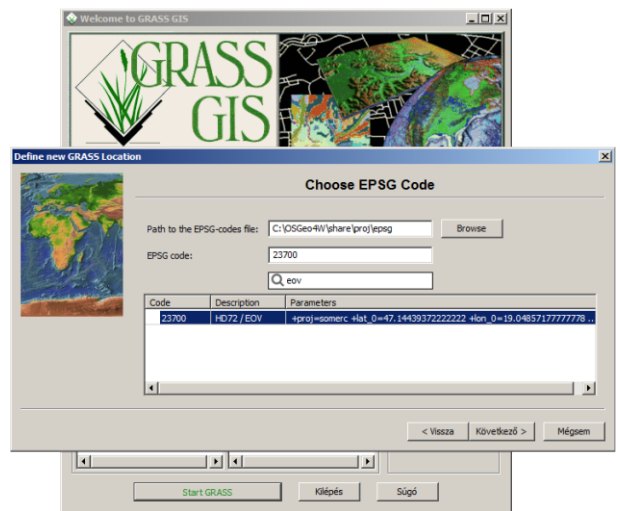 Welcome to GRASS GIS
GRASS
GIS
Define new GRASS Location
Choose EPSG Code
Path to the EPSG-codes file: C:\OSGeo4W\share\proj\epsg Browse
EPSG code: 23700
eov
Code Description Parameters
23700 HD72 / EOV +proj=somerc +lat_0=47.14439372222222 +lon_0=19.04857177777778 ..
< Vissza Következő > Mégsem
Start GRASS Kilépés Súgó